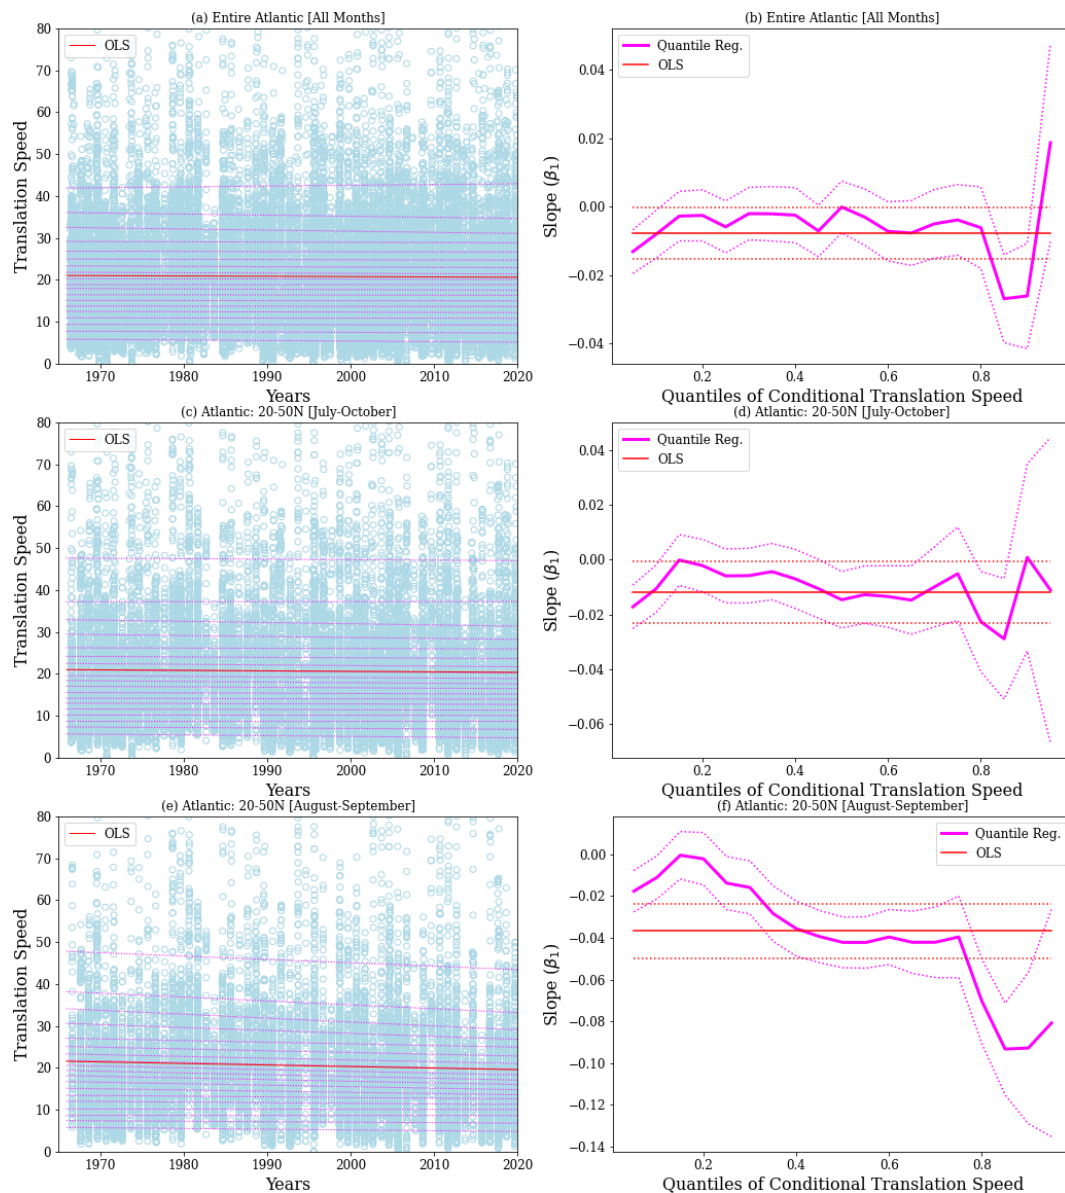 (a) Entire Atlantic [All Months]
80
70
60
50
40
30
20
10
0
Translation Speed
OLS
1970
1980
1990
2000
2010
2020
Years
(b) Entire Atlantic [All Months]
0.04
0.02
0.00
−0.02
−0.04
Slope (β1)
Quantile Reg.
OLS
0.2
0.4
0.6
0.8
Quantiles of Conditional Translation Speed
(c) Atlantic: 20-50N [July-October]
80
70
60
50
40
30
20
10
0
Translation Speed
OLS
1970
1980
1990
2000
2010
2020
Years
(d) Atlantic: 20-50N [July-October]
0.04
0.02
0.00
−0.02
−0.04
−0.06
Slope (β1)
Quantile Reg.
OLS
0.2
0.4
0.6
0.8
Quantiles of Conditional Translation Speed
(e) Atlantic: 20-50N [August-September]
80
70
60
50
40
30
20
10
0
Translation Speed
OLS
1970
1980
1990
2000
2010
2020
Years
(f) Atlantic: 20-50N [August-September]
0.00
−0.02
−0.04
−0.06
−0.08
−0.10
−0.12
−0.14
Slope (β1)
Quantile Reg.
OLS
0.2
0.4
0.6
0.8
Quantiles of Conditional Translation Speed